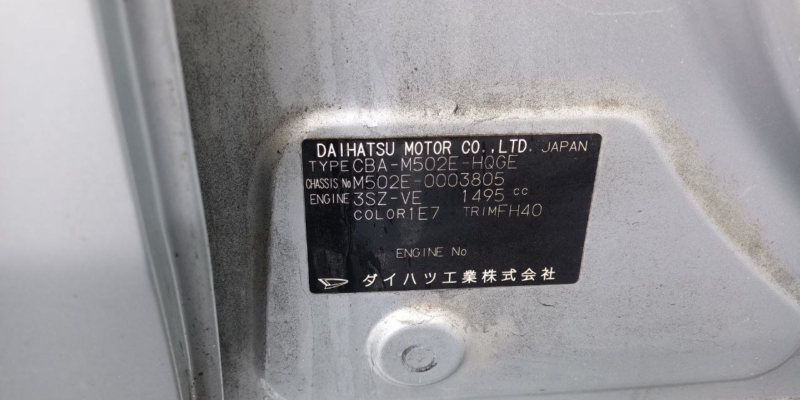 DAIHATSU MOTOR CO.,LTD. JAPAN
TYPE CBA-M502E-HQGE
CHASSIS No M502E-0003805
ENGINE 3SZ-VE 1495 cc
COLOR 1E7 TRIM FH40
ENGINE No
ダイハツ工業株式会社